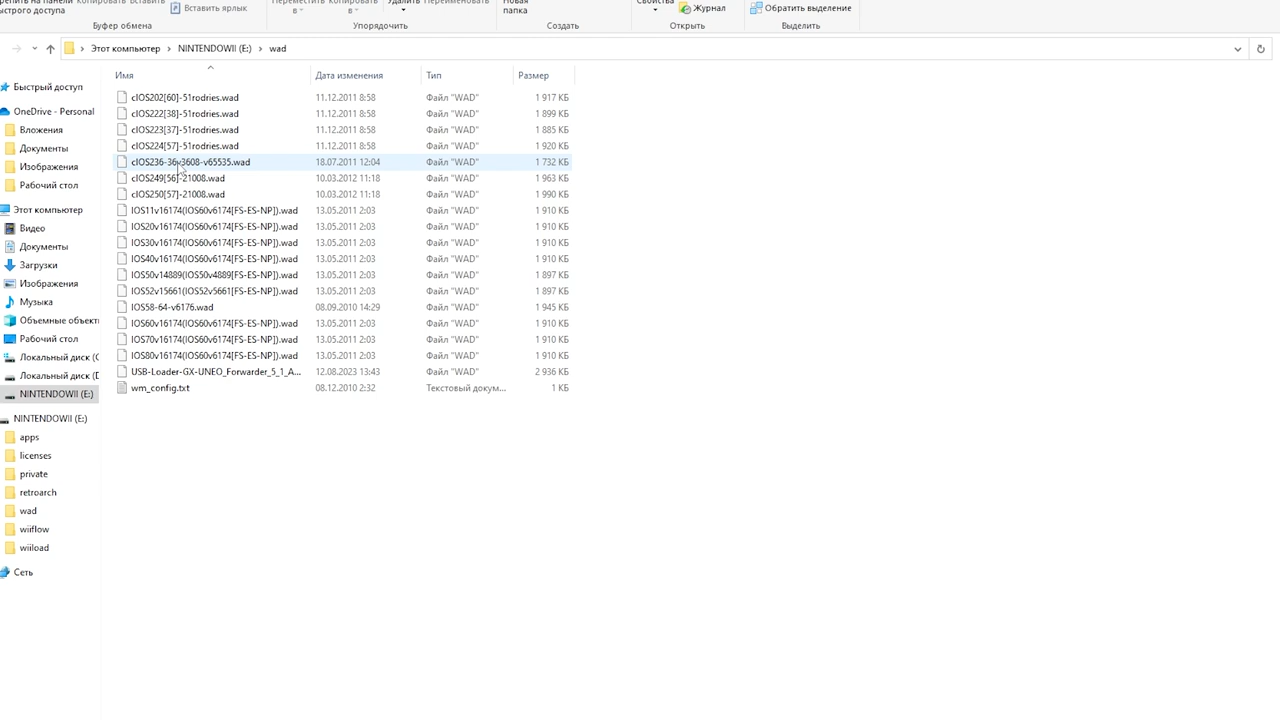 Вставить ярлык
папка
Журнал
Обратить выделение
Буфер обмена
Упорядочить
Создать
Открыть
Выделить
Этот компьютер
NINTENDOWII (E:)
wad
Имя
Дата изменения
Тип
Размер
cIOS202[60]-51rodries.wad 11.12.2011 8:58 Файл "WAD" 1 917 КБ
cIOS222[38]-51rodries.wad 11.12.2011 8:58 Файл "WAD" 1 899 КБ
cIOS223[37]-51rodries.wad 11.12.2011 8:58 Файл "WAD" 1 885 КБ
cIOS224[57]-51rodries.wad 11.12.2011 8:58 Файл "WAD" 1 920 КБ
cIOS236-36v3608-v65535.wad 18.07.2011 12:04 Файл "WAD" 1 732 КБ
cIOS249[56]-21008.wad 10.03.2012 11:18 Файл "WAD" 1 963 КБ
cIOS250[57]-21008.wad 10.03.2012 11:18 Файл "WAD" 1 990 КБ
IOS11v16174(IOS60v6174[FS-ES-NP]).wad 13.05.2011 2:03 Файл "WAD" 1 910 КБ
IOS20v16174(IOS60v6174[FS-ES-NP]).wad 13.05.2011 2:03 Файл "WAD" 1 910 КБ
IOS30v16174(IOS60v6174[FS-ES-NP]).wad 13.05.2011 2:03 Файл "WAD" 1 910 КБ
IOS40v16174(IOS60v6174[FS-ES-NP]).wad 13.05.2011 2:03 Файл "WAD" 1 910 КБ
IOS50v14889(IOS50v4889[FS-ES-NP]).wad 13.05.2011 2:03 Файл "WAD" 1 897 КБ
IOS52v15661(IOS52v5661[FS-ES-NP]).wad 13.05.2011 2:03 Файл "WAD" 1 897 КБ
IOS58-64-v6176.wad 08.09.2010 14:29 Файл "WAD" 1 945 КБ
IOS60v16174(IOS60v6174[FS-ES-NP]).wad 13.05.2011 2:03 Файл "WAD" 1 910 КБ
IOS70v16174(IOS60v6174[FS-ES-NP]).wad 13.05.2011 2:03 Файл "WAD" 1 910 КБ
IOS80v16174(IOS60v6174[FS-ES-NP]).wad 13.05.2011 2:03 Файл "WAD" 1 910 КБ
USB-Loader-GX-UNEO_Forwarder_5_1_A... 12.08.2023 13:43 Файл "WAD" 2 936 КБ
wm_config.txt 08.12.2010 2:32 Текстовый докум... 1 КБ
Быстрый доступ
OneDrive - Personal
Вложения
Документы
Изображения
Рабочий стол
Этот компьютер
Видео
Документы
Загрузки
Изображения
Музыка
Объемные объект
Рабочий стол
Локальный диск (C
Локальный диск (D
NINTENDOWII (E:)
NINTENDOWII (E:)
apps
licenses
private
retroarch
wad
wiiflow
wiiload
Сеть